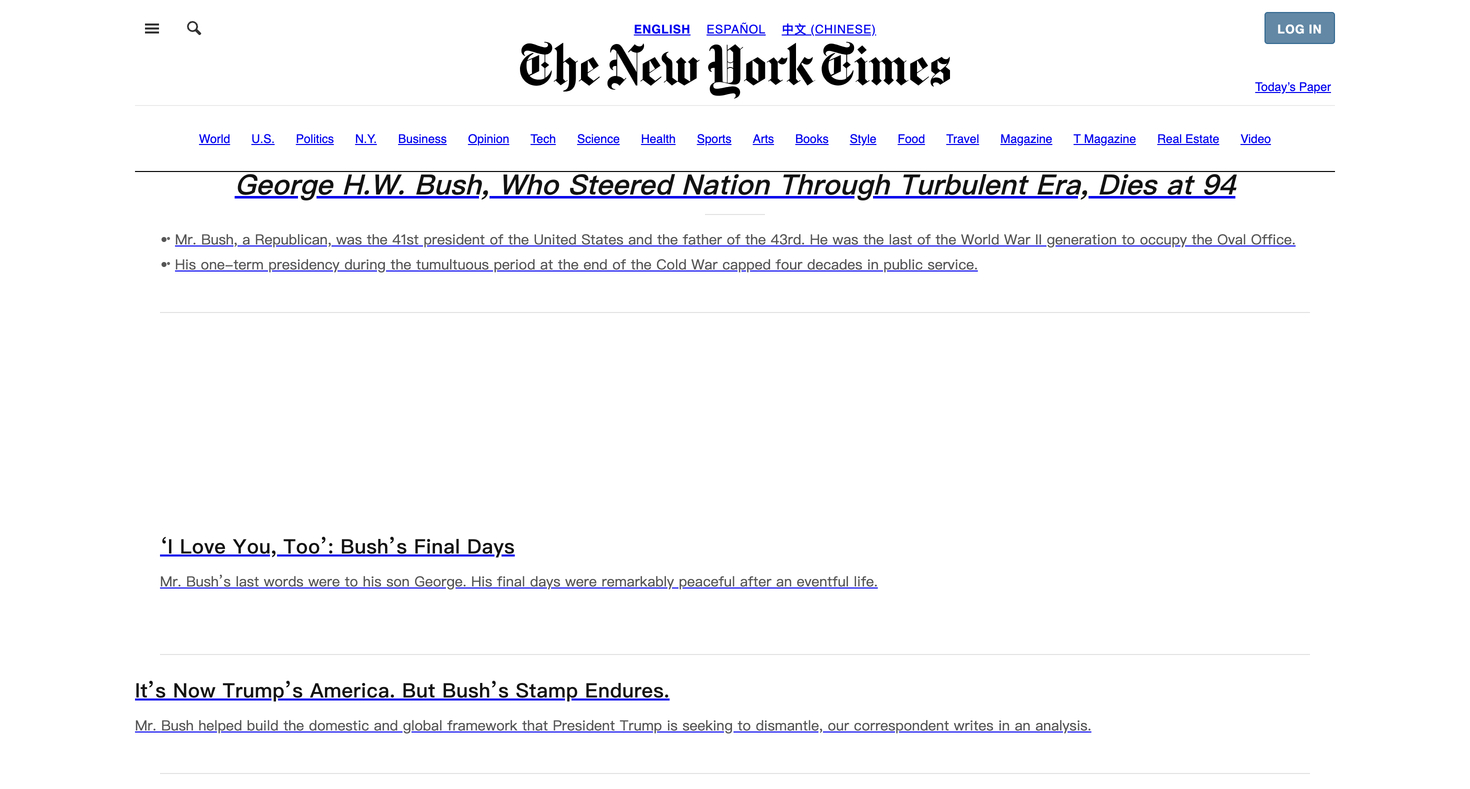 ENGLISH ESPAÑOL 中文 (CHINESE)
LOG IN
The New York Times
Today's Paper
World U.S. Politics N.Y. Business Opinion Tech Science Health Sports Arts Books Style Food Travel Magazine T Magazine Real Estate Video
George H.W. Bush, Who Steered Nation Through Turbulent Era, Dies at 94
•• Mr. Bush, a Republican, was the 41st president of the United States and the father of the 43rd. He was the last of the World War II generation to occupy the Oval Office.
•• His one-term presidency during the tumultuous period at the end of the Cold War capped four decades in public service.
‘I Love You, Too’: Bush’s Final Days
Mr. Bush’s last words were to his son George. His final days were remarkably peaceful after an eventful life.
It’s Now Trump’s America. But Bush’s Stamp Endures.
Mr. Bush helped build the domestic and global framework that President Trump is seeking to dismantle, our correspondent writes in an analysis.